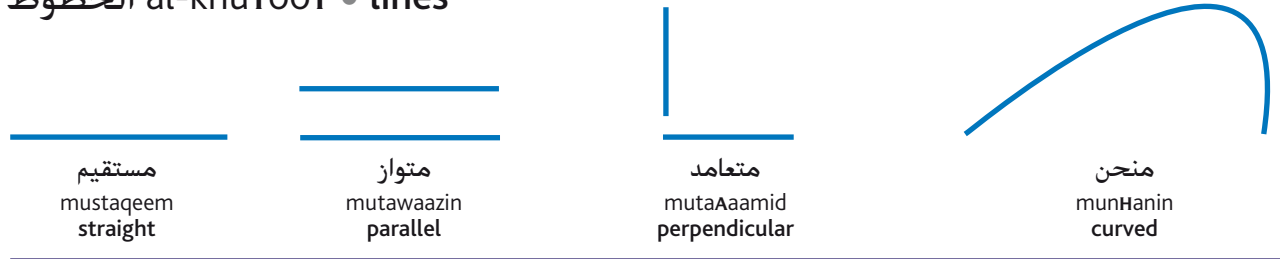 الخطوط al-khuTooT • lines
مستقيم
mustaqeem
straight
متواز
mutawaazin
parallel
متعامد
mutaAaamid
perpendicular
منحن
munHanin
curved